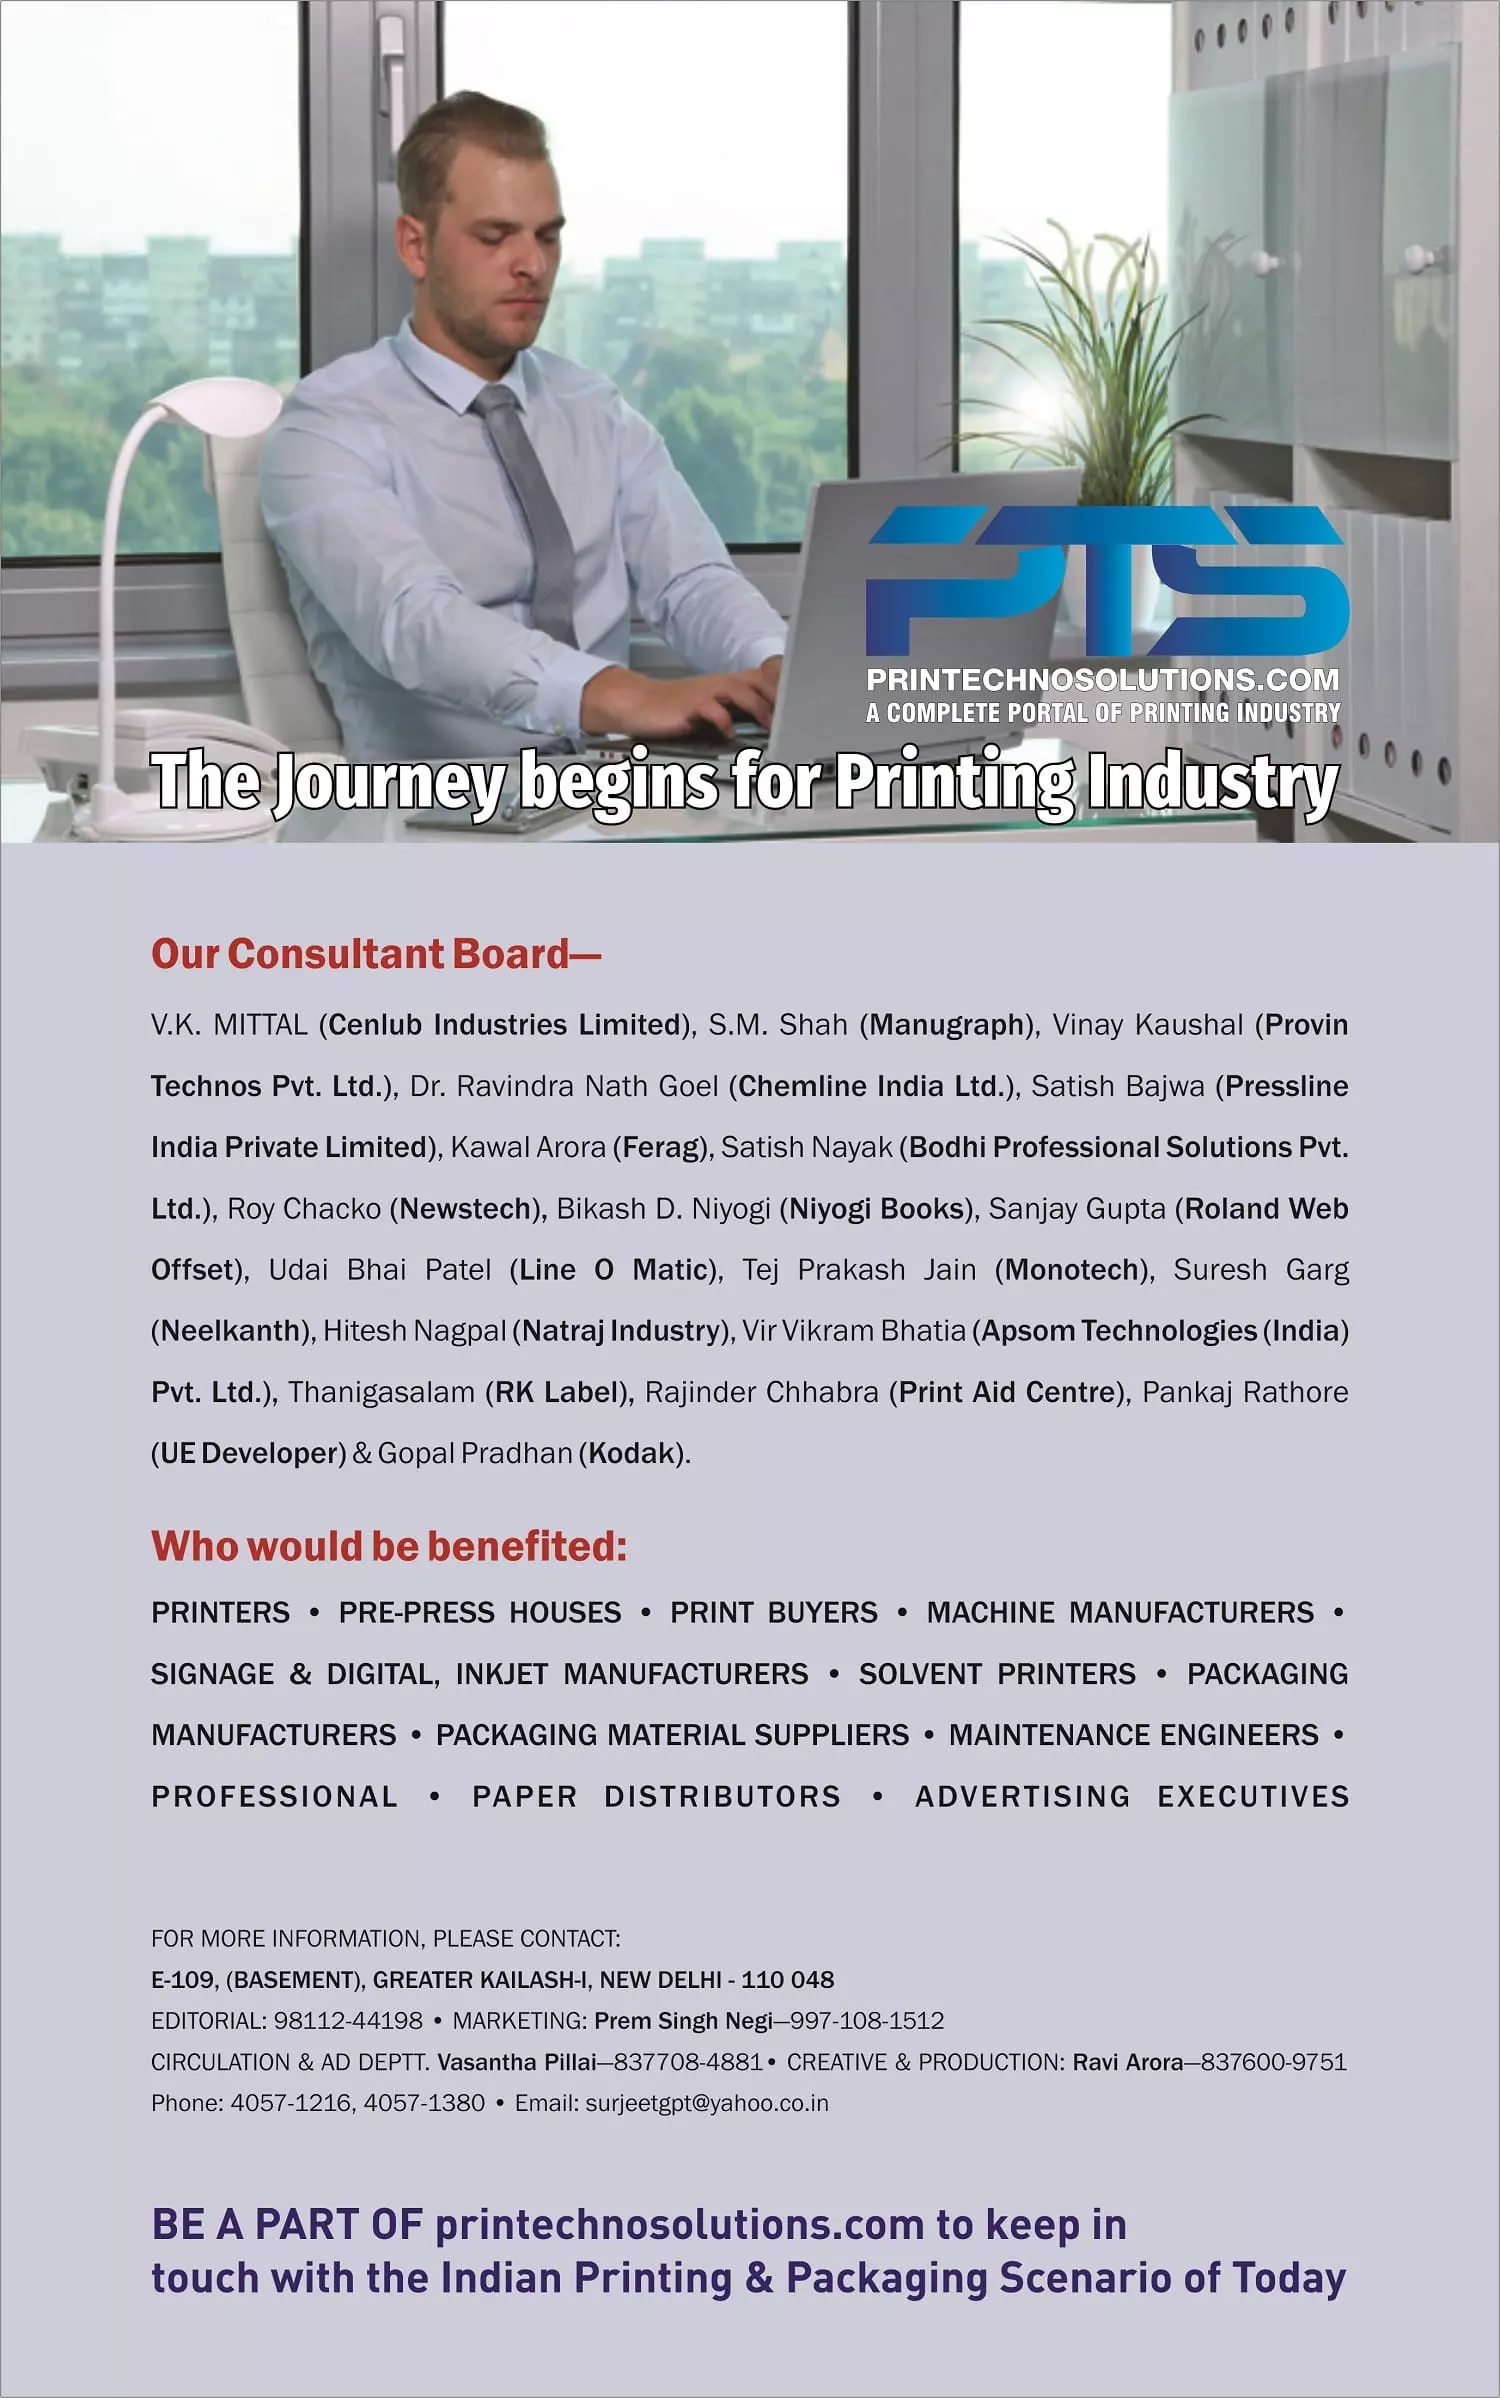 PTS
PRINTECHNOSOLUTIONS.COM
A COMPLETE PORTAL OF PRINTING INDUSTRY
The Journey begins for Printing Industry
Our Consultant Board—
V.K. MITTAL (Cenlub Industries Limited), S.M. Shah (Manugraph), Vinay Kaushal (Provin
Technos Pvt. Ltd.), Dr. Ravindra Nath Goel (Chemline India Ltd.), Satish Bajwa (Pressline
India Private Limited), Kawal Arora (Ferag), Satish Nayak (Bodhi Professional Solutions Pvt.
Ltd.), Roy Chacko (Newstech), Bikash D. Niyogi (Niyogi Books), Sanjay Gupta (Roland Web
Offset), Udai Bhai Patel (Line O Matic), Tej Prakash Jain (Monotech), Suresh Garg
(Neelkanth), Hitesh Nagpal (Natraj Industry), Vir Vikram Bhatia (Apsom Technologies (India)
Pvt. Ltd.), Thanigasalam (RK Label), Rajinder Chhabra (Print Aid Centre), Pankaj Rathore
(UE Developer) & Gopal Pradhan (Kodak).
Who would be benefited:
PRINTERS • PRE-PRESS HOUSES • PRINT BUYERS • MACHINE MANUFACTURERS •
SIGNAGE & DIGITAL, INKJET MANUFACTURERS • SOLVENT PRINTERS • PACKAGING
MANUFACTURERS • PACKAGING MATERIAL SUPPLIERS • MAINTENANCE ENGINEERS •
PROFESSIONAL • PAPER DISTRIBUTORS • ADVERTISING EXECUTIVES
FOR MORE INFORMATION, PLEASE CONTACT:
E-109, (BASEMENT), GREATER KAILASH-I, NEW DELHI - 110 048
EDITORIAL: 98112-44198 • MARKETING: Prem Singh Negi—997-108-1512
CIRCULATION & AD DEPTT. Vasantha Pillai—837708-4881• CREATIVE & PRODUCTION: Ravi Arora—837600-9751
Phone: 4057-1216, 4057-1380 • Email: surjeetgpt@yahoo.co.in
BE A PART OF printechnosolutions.com to keep in
touch with the Indian Printing & Packaging Scenario of Today